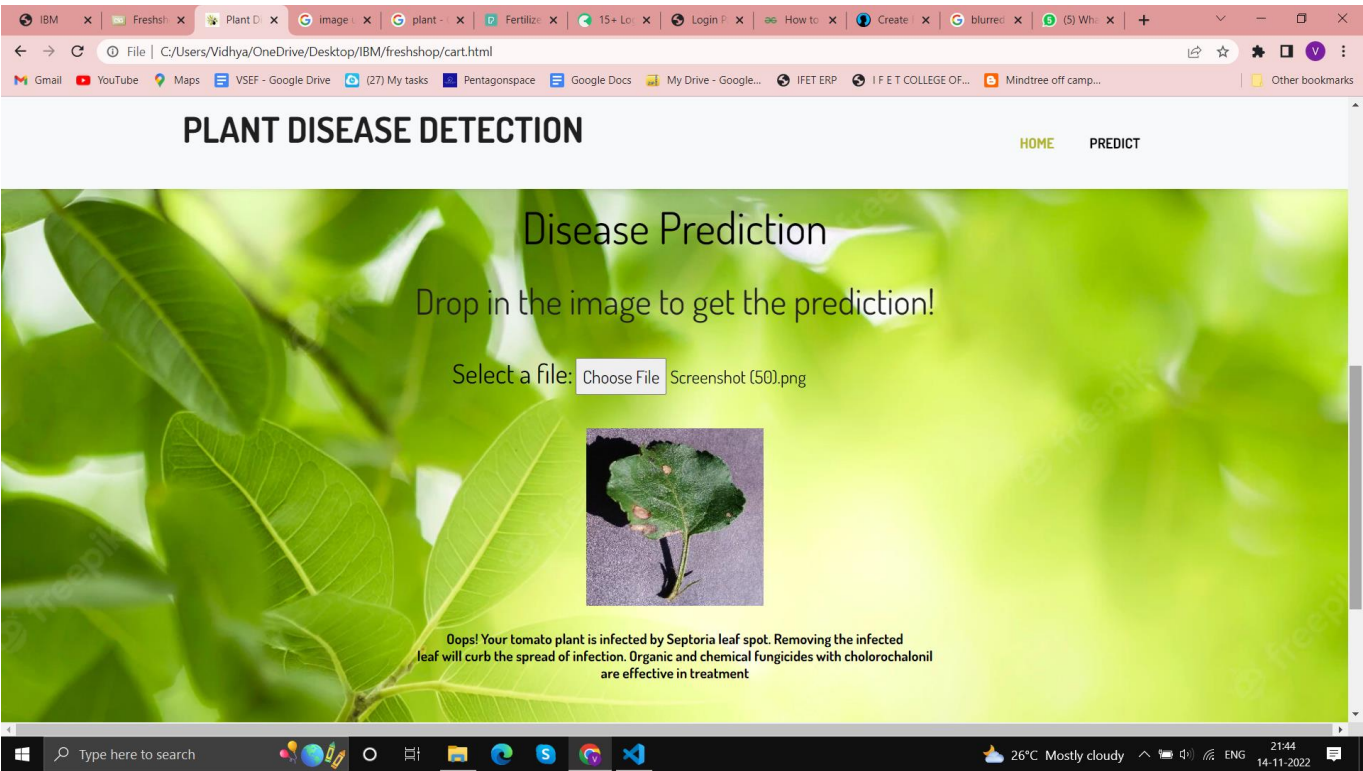 IBM
Freshsh
Plant Di
image u
plant - 
Fertilize
15+ Lo
Login P
How to
Create
blurred
(5) Wha
File
C:/Users/Vidhya/OneDrive/Desktop/IBM/freshshop/cart.html
V
Gmail
YouTube
Maps
VSEF - Google Drive
(27) My tasks
Pentagonspace
Google Docs
My Drive - Google...
IFET ERP
I F E T COLLEGE OF...
Mindtree off camp...
Other bookmarks
PLANT DISEASE DETECTION
HOME
PREDICT
Disease Prediction
Drop in the image to get the prediction!
Select a file: Choose File Screenshot (50).png
Oops! Your tomato plant is infected by Septoria leaf spot. Removing the infected
leaf will curb the spread of infection. Organic and chemical fungicides with cholorochalonil
are effective in treatment
freepik
Type here to search
26°C Mostly cloudy
ENG
21:44
14-11-2022